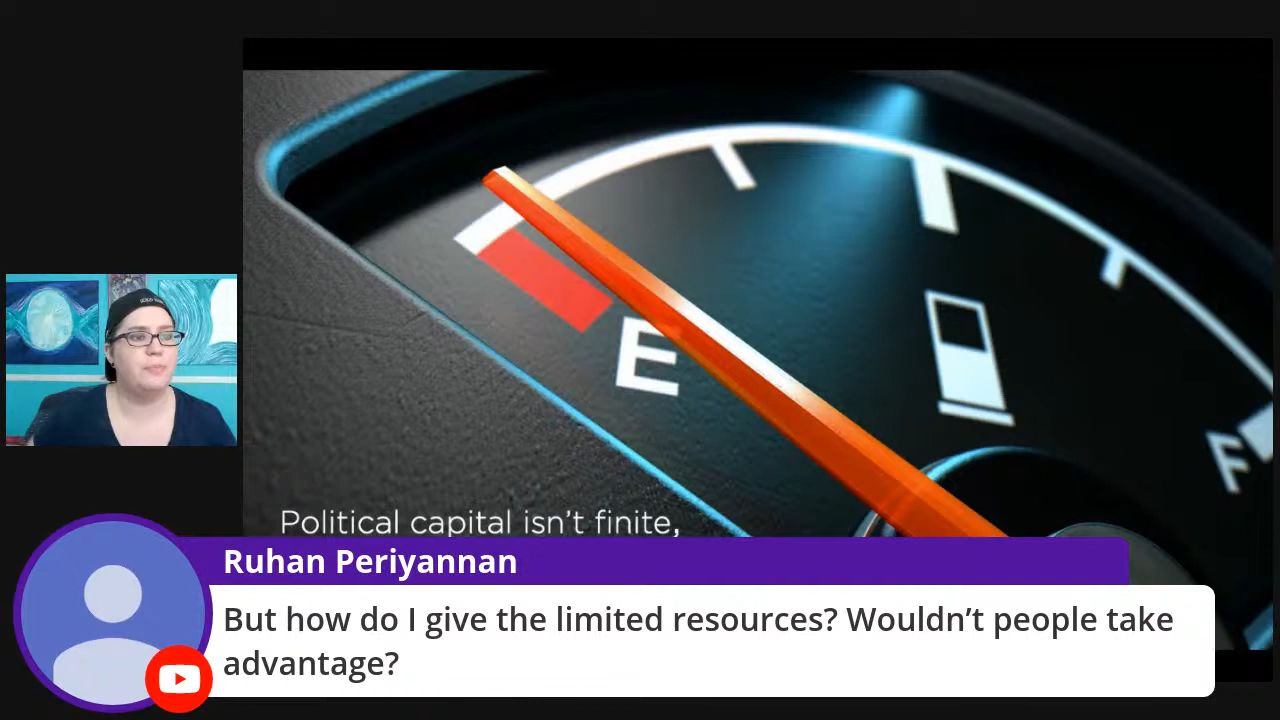 E
F
Political capital isn't finite,
Ruhan Periyannan
But how do I give the limited resources? Wouldn't people take
advantage?